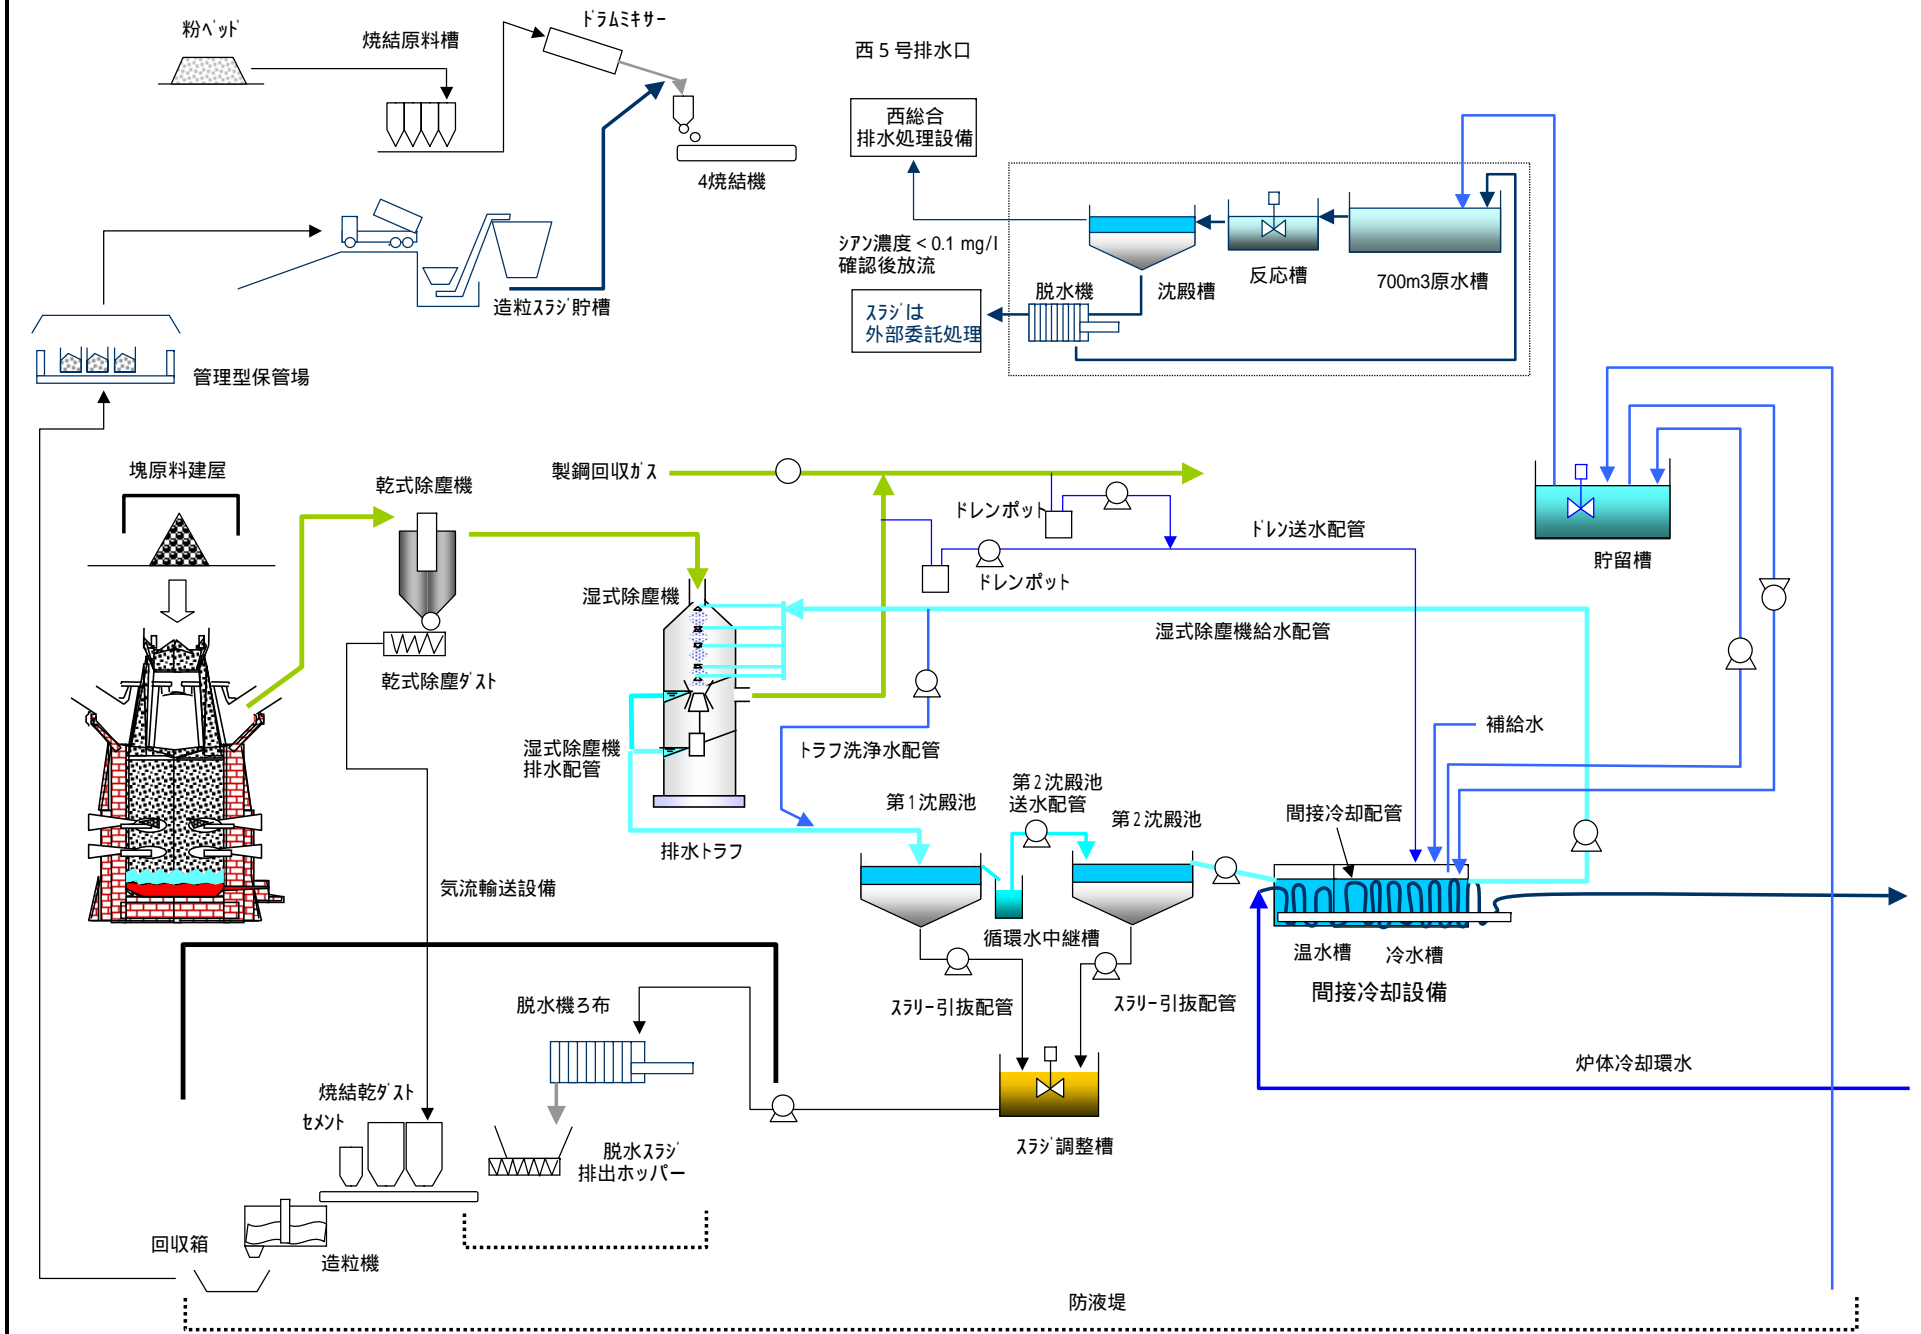 粉ﾍﾞｯﾄﾞ
焼結原料槽
ﾄﾞﾗﾑﾐｷｻｰ
西５号排水口
西総合
排水処理設備
4焼結機
ｼｱﾝ濃度＜0.1 mg/l
確認後放流
脱水機
沈殿槽
反応槽
700m3原水槽
ｽﾗｼﾞは
外部委託処理
造粒ｽﾗｼﾞ貯槽
管理型保管場
塊原料建屋
乾式除塵機
製鋼回収ｶﾞｽ
ドレンポット
ﾄﾞﾚﾝ送水配管
貯留槽
ドレンポット
湿式除塵機
湿式除塵機給水配管
乾式除塵ﾀﾞｽﾄ
補給水
湿式除塵機
排水配管
トラフ洗浄水配管
第1沈殿池
第2沈殿池
送水配管
第2沈殿池
間接冷却配管
排水トラフ
気流輸送設備
循環水中継槽
温水槽
冷水槽
間接冷却設備
脱水機ろ布
ｽﾗﾘｰ引抜配管
ｽﾗﾘｰ引抜配管
炉体冷却環水
焼結乾ﾀﾞｽﾄ
ｾﾒﾝﾄ
脱水ｽﾗｼﾞ
排出ホッパー
ｽﾗｼﾞ調整槽
回収箱
造粒機
防液堤